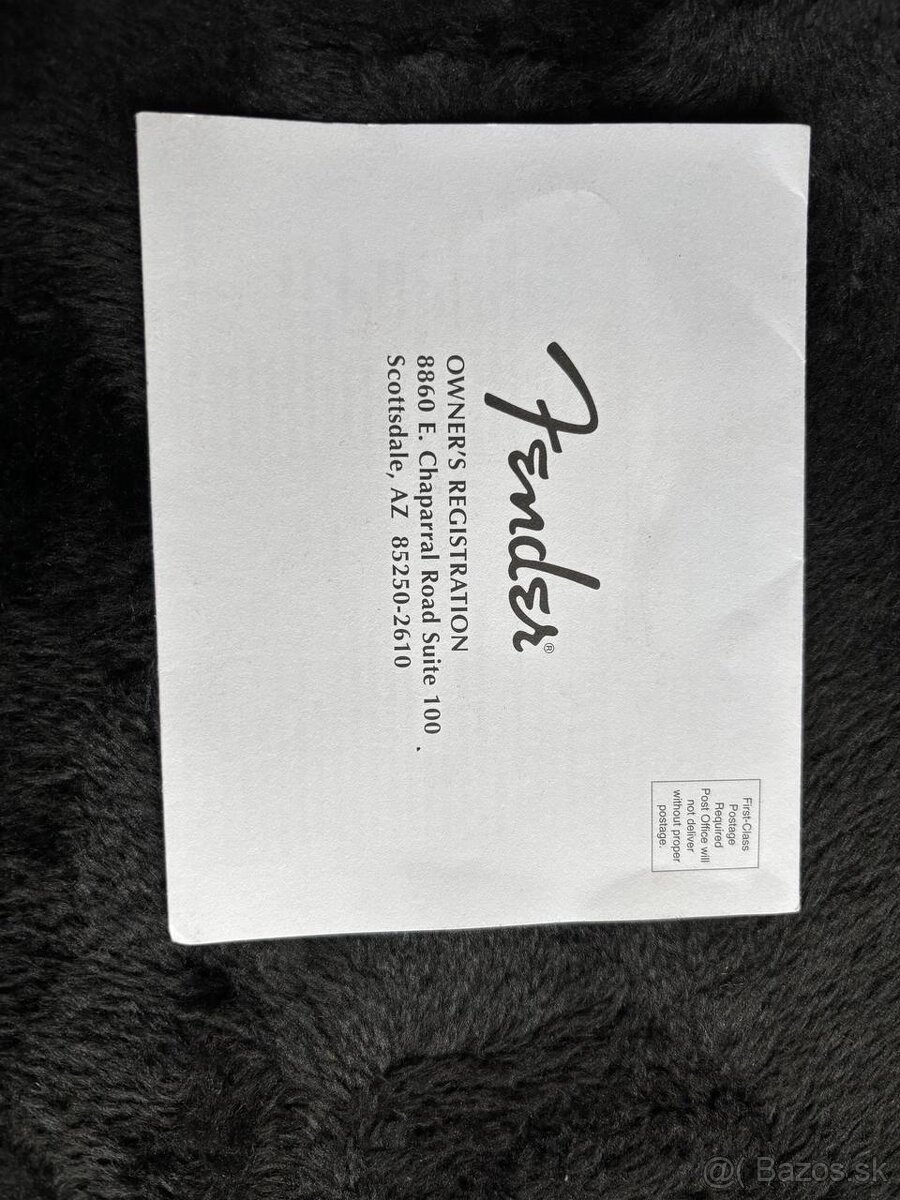 Fender®
OWNER'S REGISTRATION
8860 E. Chaparral Road Suite 100 .
Scottsdale, AZ 85250-2610
First-Class
Postage
Required
Post Office will
not deliver
without proper
postage.
@( Bazos.sk